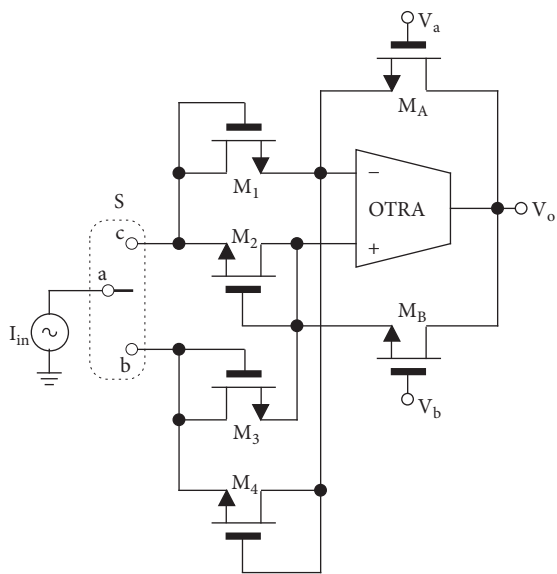 V_a
M_A
M_1
−
S
OTRA
V_o
c
M_2
+
a
M_B
I_in
b
V_b
M_3
M_4